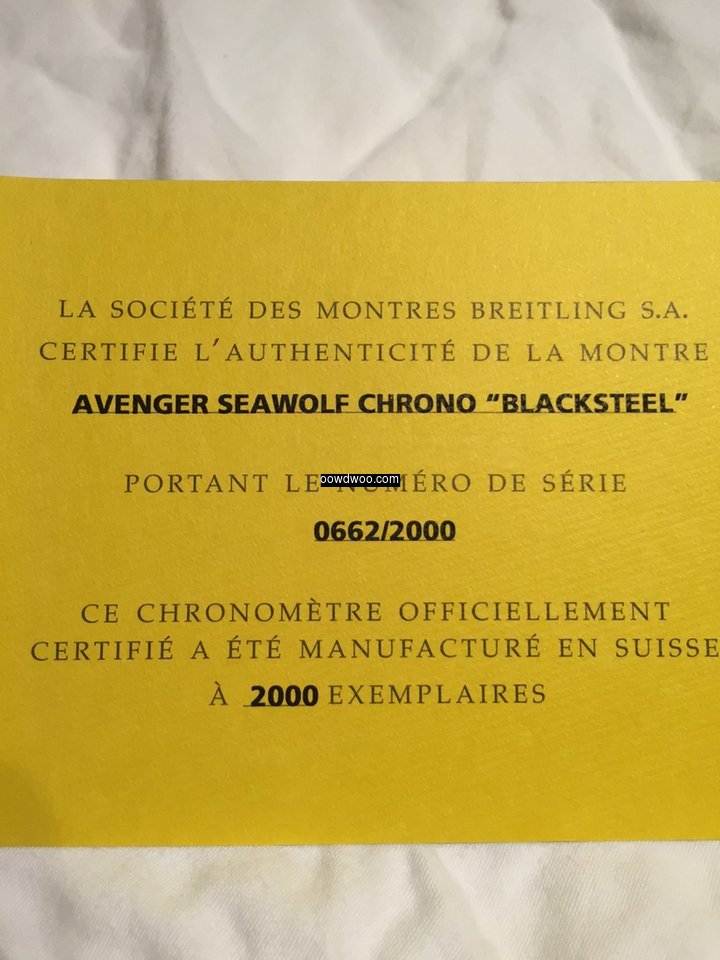 LA SOCIÉTÉ DES MONTRES BREITLING S.A.
CERTIFIE L'AUTHENTICITÉ DE LA MONTRE
AVENGER SEAWOLF CHRONO "BLACKSTEEL"
PORTANT LE NUMÉRO DE SÉRIE
oowdwoo.com
0662/2000
CE CHRONOMÈTRE OFFICIELLEMENT
CERTIFIÉ A ÉTÉ MANUFACTURÉ EN SUISSE
À 2000 EXEMPLAIRES